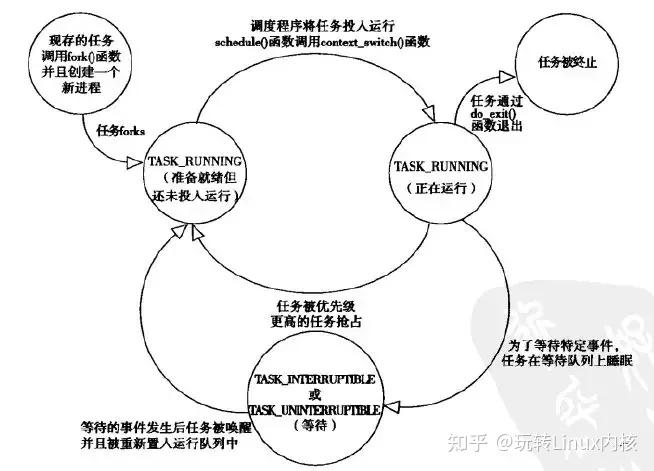 现存的任务
调用fork()函数
并且创建一个
新进程
调度程序将任务投入运行
schedule()函数调用context_switch()函数
任务被终止
任务forks
任务通过
do_exit()
函数退出
TASK_RUNNING
(准备就绪但
还未投入运行)
TASK_RUNNING
(正在运行)
任务被优先级
更高的任务抢占
为了等待特定事件，
任务在等待队列上睡眠
TASK_INTERRUPTIBLE
或
TASK_UNINTERRUPTIBLE
(等待)
等待的事件发生后任务被唤醒
并且被重新置入运行队列中
知乎 @玩转Linux内核